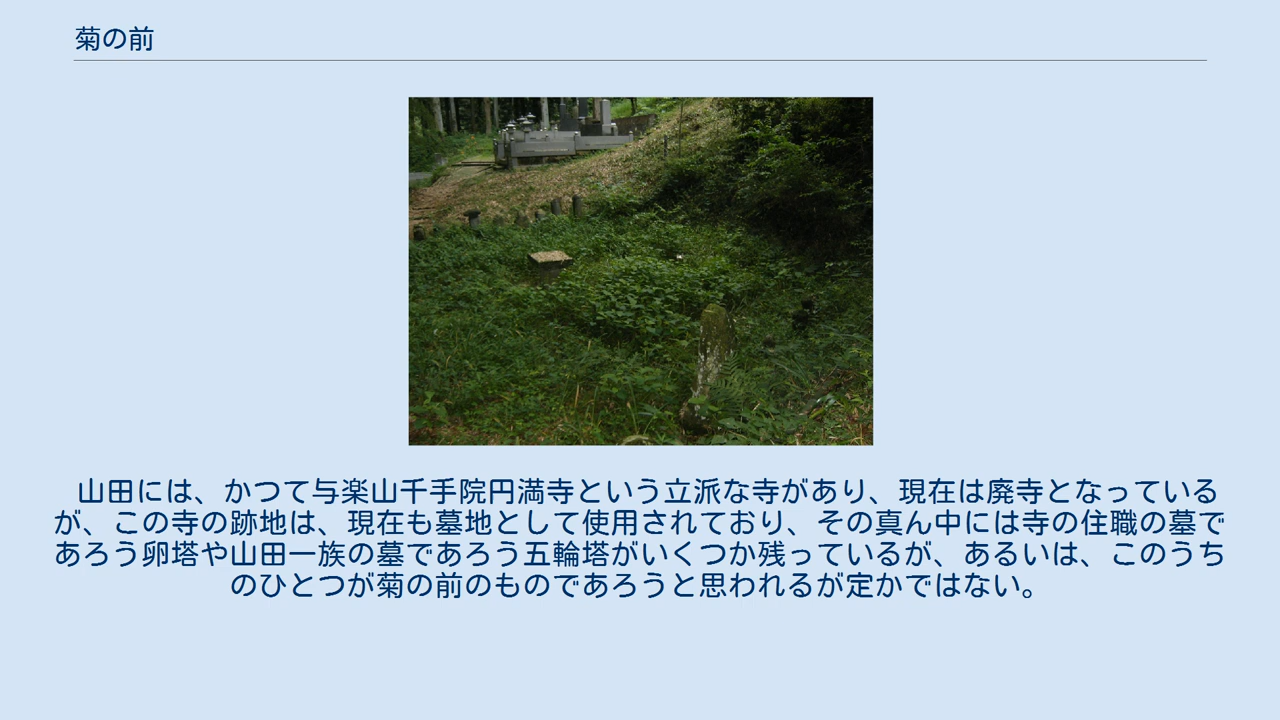 菊の前
山田には、かつて与楽山千手院円満寺という立派な寺があり、現在は廃寺となっている
が、この寺の跡地は、現在も墓地として使用されており、その真ん中には寺の住職の墓で
あろう卵塔や山田一族の墓であろう五輪塔がいくつか残っているが、あるいは、このうち
のひとつが菊の前のものであろうと思われるが定かではない。